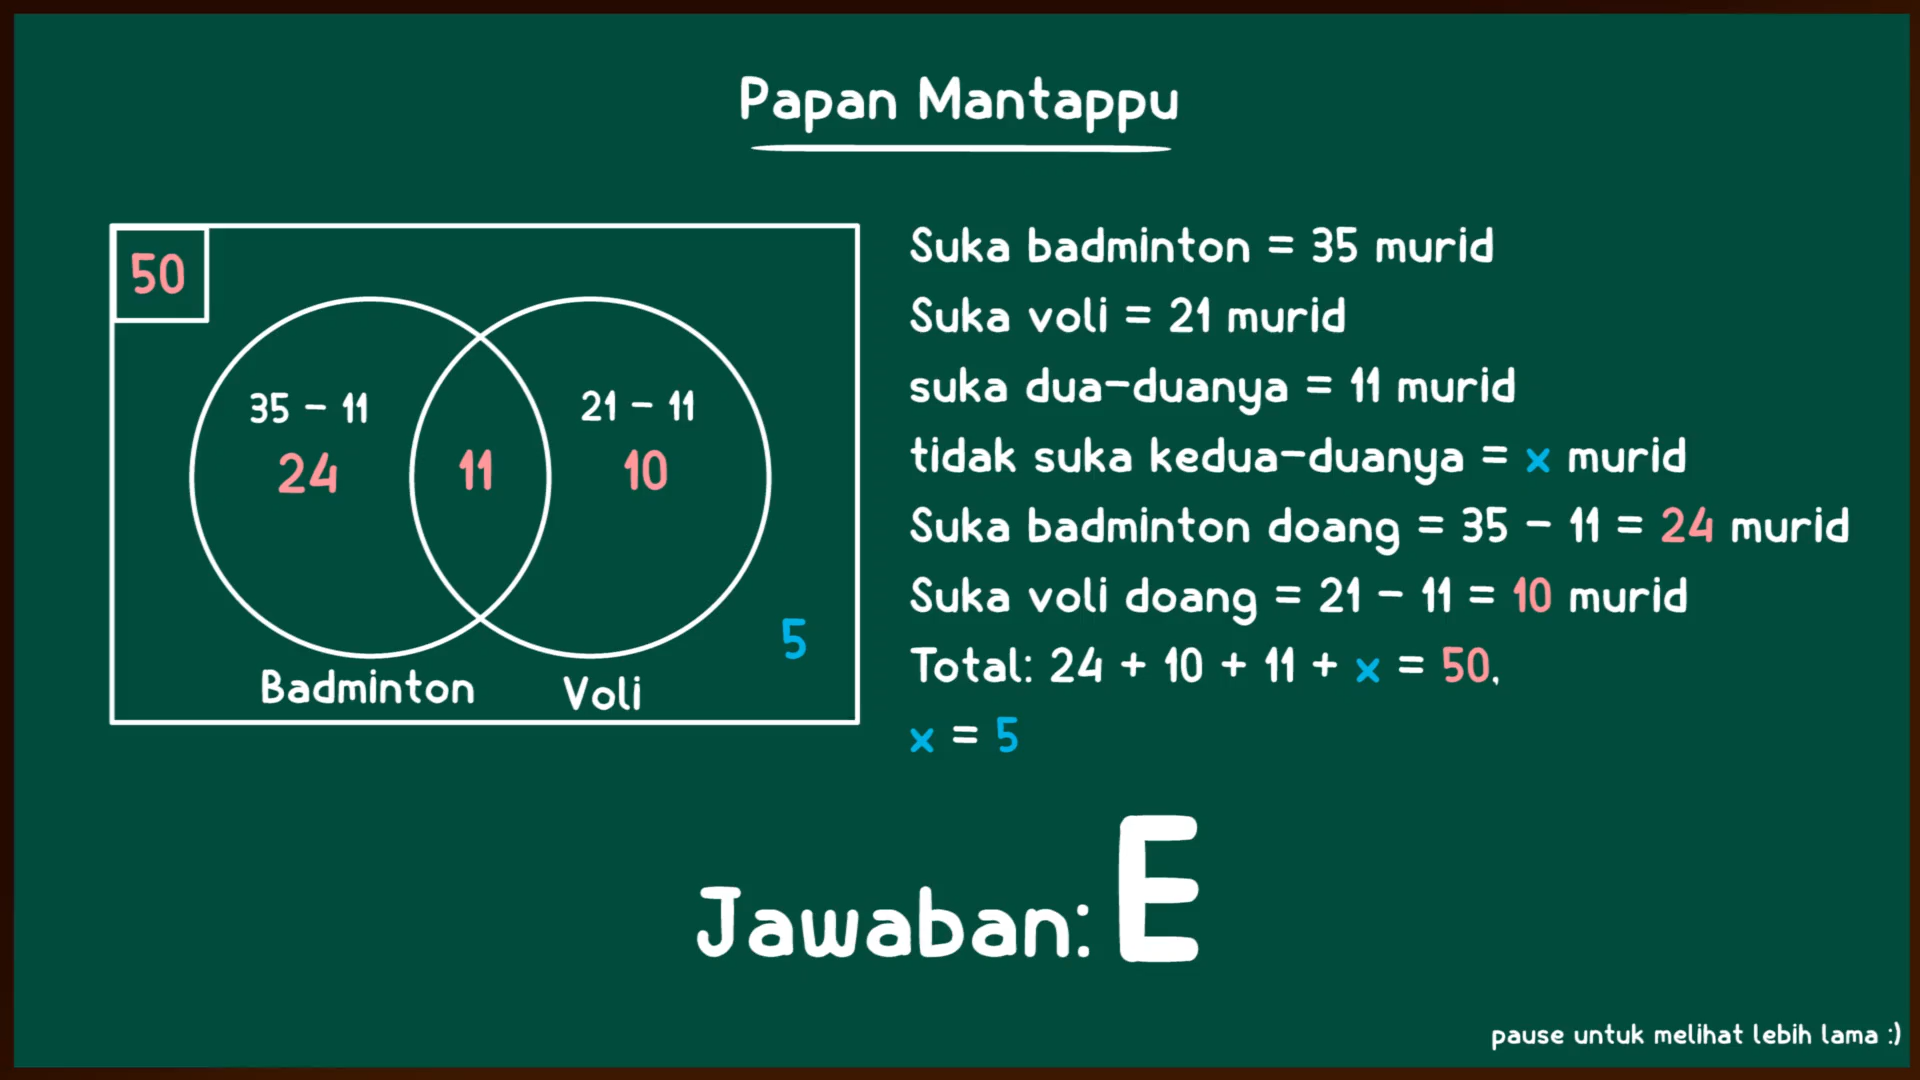 Papan Mantappu
50
35 - 11
24
11
21 - 11
10
5
Badminton
Voli
Suka badminton = 35 murid
Suka voli = 21 murid
suka dua-duanya = 11 murid
tidak suka kedua-duanya = x murid
Suka badminton doang = 35 - 11 = 24 murid
Suka voli doang = 21 - 11 = 10 murid
Total: 24 + 10 + 11 + x = 50,
x = 5
Jawaban: E
pause untuk melihat lebih lama :)